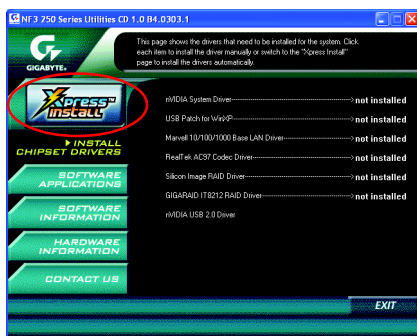 NF3 250 Series Utilities CD 1.0 B4.0303.1
GIGABYTE™
This page shows the drivers that need to be installed for the system. Click
each item to install the driver manually or switch to the "Xpress Install"
page to install the drivers automatically.
Xpress™
Install
INSTALL
CHIPSET DRIVERS
SOFTWARE
APPLICATIONS
SOFTWARE
INFORMATION
HARDWARE
INFORMATION
CONTACT US
nVIDIA System Driver not installed
USB Patch for WinXP not installed
Marvell 10/100/1000 Base LAN Driver not installed
RealTek AC97 Codec Driver not installed
Silicon Image RAID Driver not installed
GIGARAID IT8212 RAID Driver not installed
nVIDIA USB 2.0 Driver
EXIT